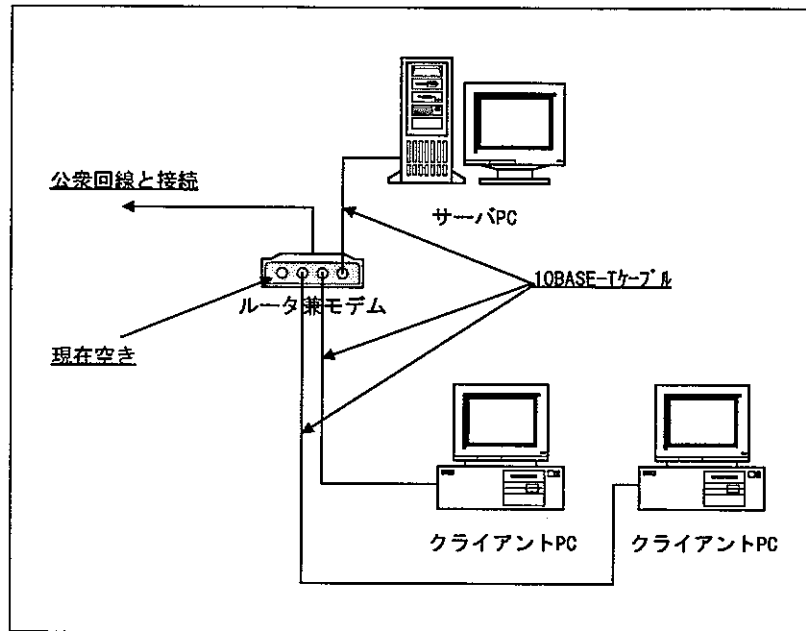 公衆回線と接続
サーバPC
10BASE-Tｹｰﾌﾞﾙ
ルータ兼モデム
現在空き
クライアントPC
クライアントPC